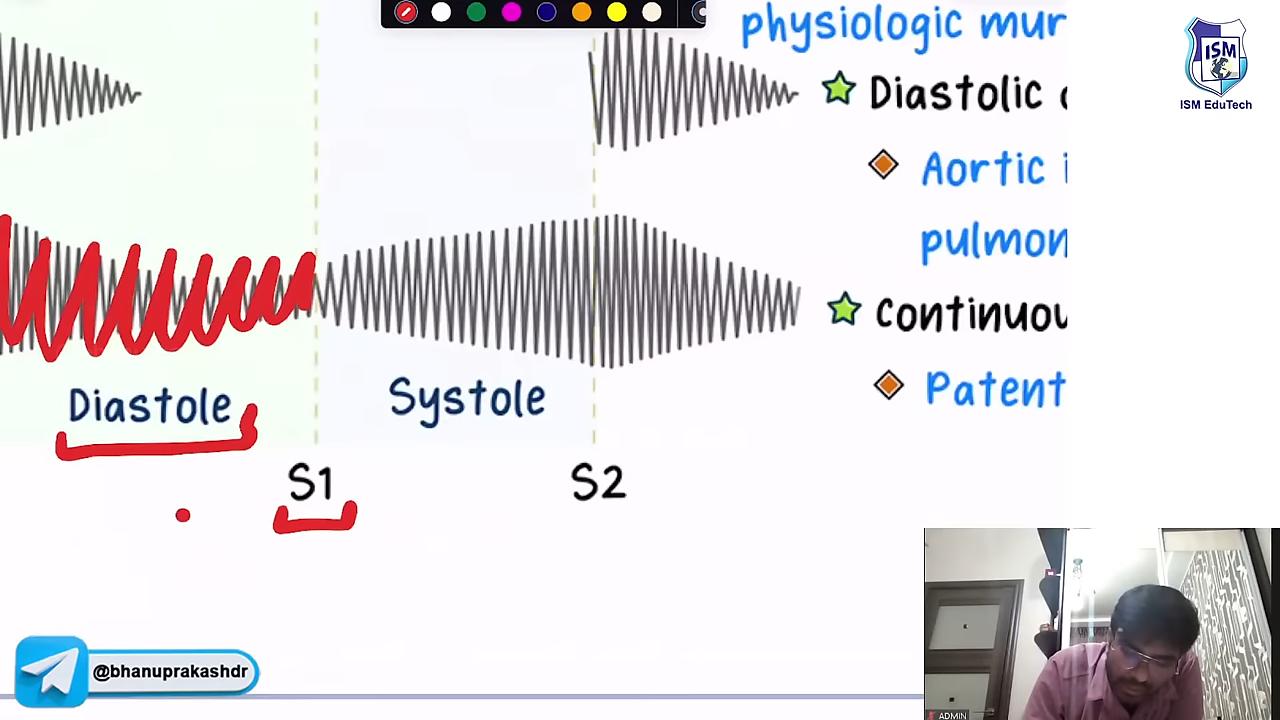 physiologic mur
Diastolic
Aortic
pulmon
Continuou
Patent
Diastole
Systole
S1
S2
ISM
ISM EduTech
@bhanuprakashdr
ADMIN